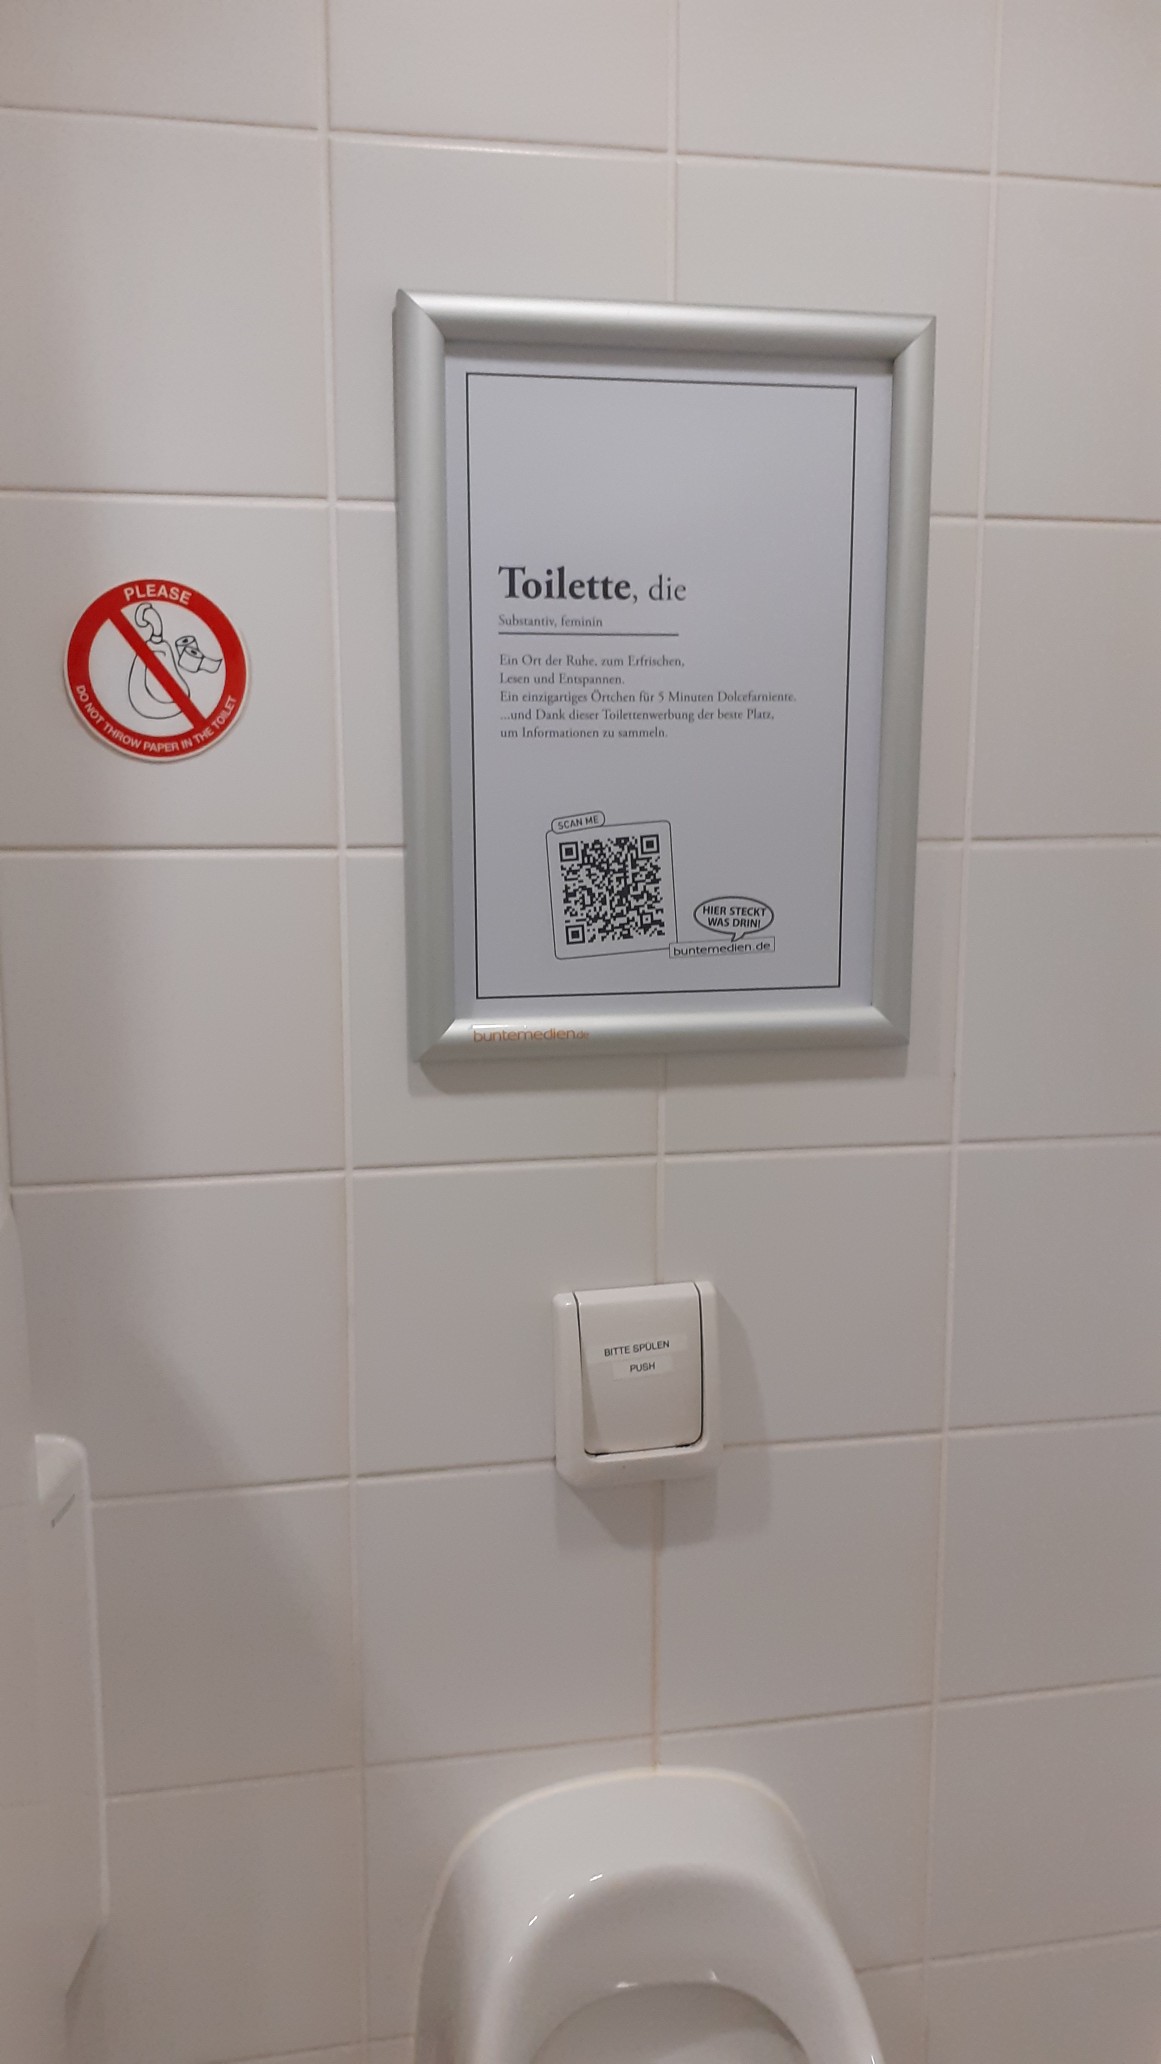 PLEASE
DO NOT THROW PAPER IN THE TOILET
Toilette, die
Substantiv, feminin
Ein Ort der Ruhe, zum Erfrischen,
Lesen und Entspannen.
Ein einzigartiges Örtchen für 5 Minuten Dolcefarniente.
...und Dank dieser Toilettenwerbung der beste Platz,
um Informationen zu sammeln.
SCAN ME
HIER STECKT
WAS DRIN!
buntemedien.de
buntemedien.de
BITTE SPÜLEN
PUSH